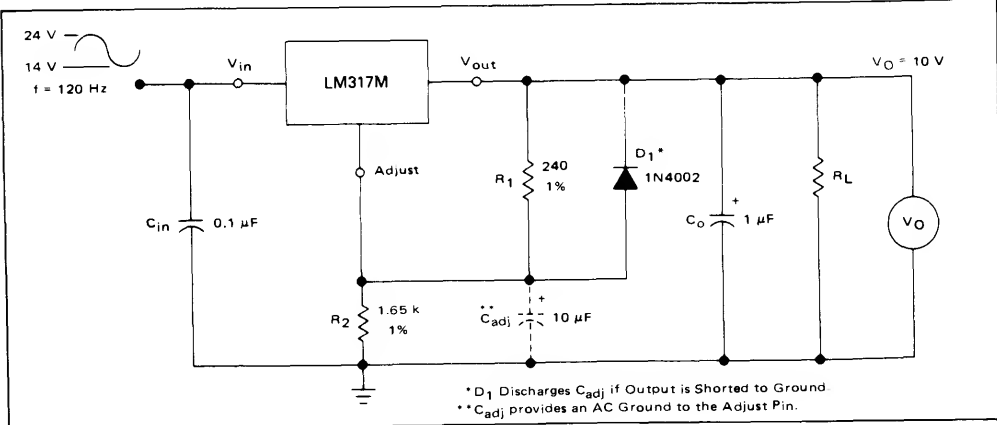 24 V
14 V
f = 120 Hz
Vin
LM317M
Vout
VO = 10 V
Adjust
R1
240
1%
D1*
1N4002
RL
Cin
0.1 μF
CO
+
1 μF
VO
R2
1.65 k
1%
**
Cadj
+
10 μF
*D1 Discharges Cadj if Output is Shorted to Ground
**Cadj provides an AC Ground to the Adjust Pin.